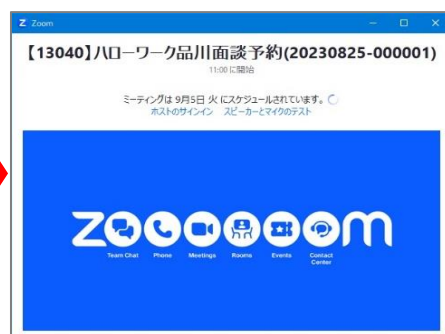 Zoom
【13040】ハローワーク品川面談予約(20230825-000001)
11:00 に開始
ミーティングは 9月5日 火 にスケジュールされています。
ホストのサインイン スピーカーとマイクのテスト
ZOOOOOOM
Team Chat Phone Meetings Rooms Events Contact Center